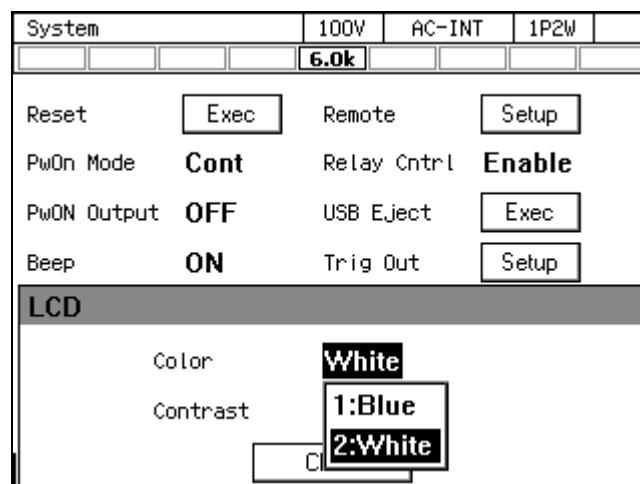 System 100V AC-INT 1P2W
6.0k
Reset Exec Remote Setup
PwOn Mode Cont Relay Cntrl Enable
PwON Output OFF USB Eject Exec
Beep ON Trig Out Setup
LCD
Color White
Contrast 1:Blue
2:White